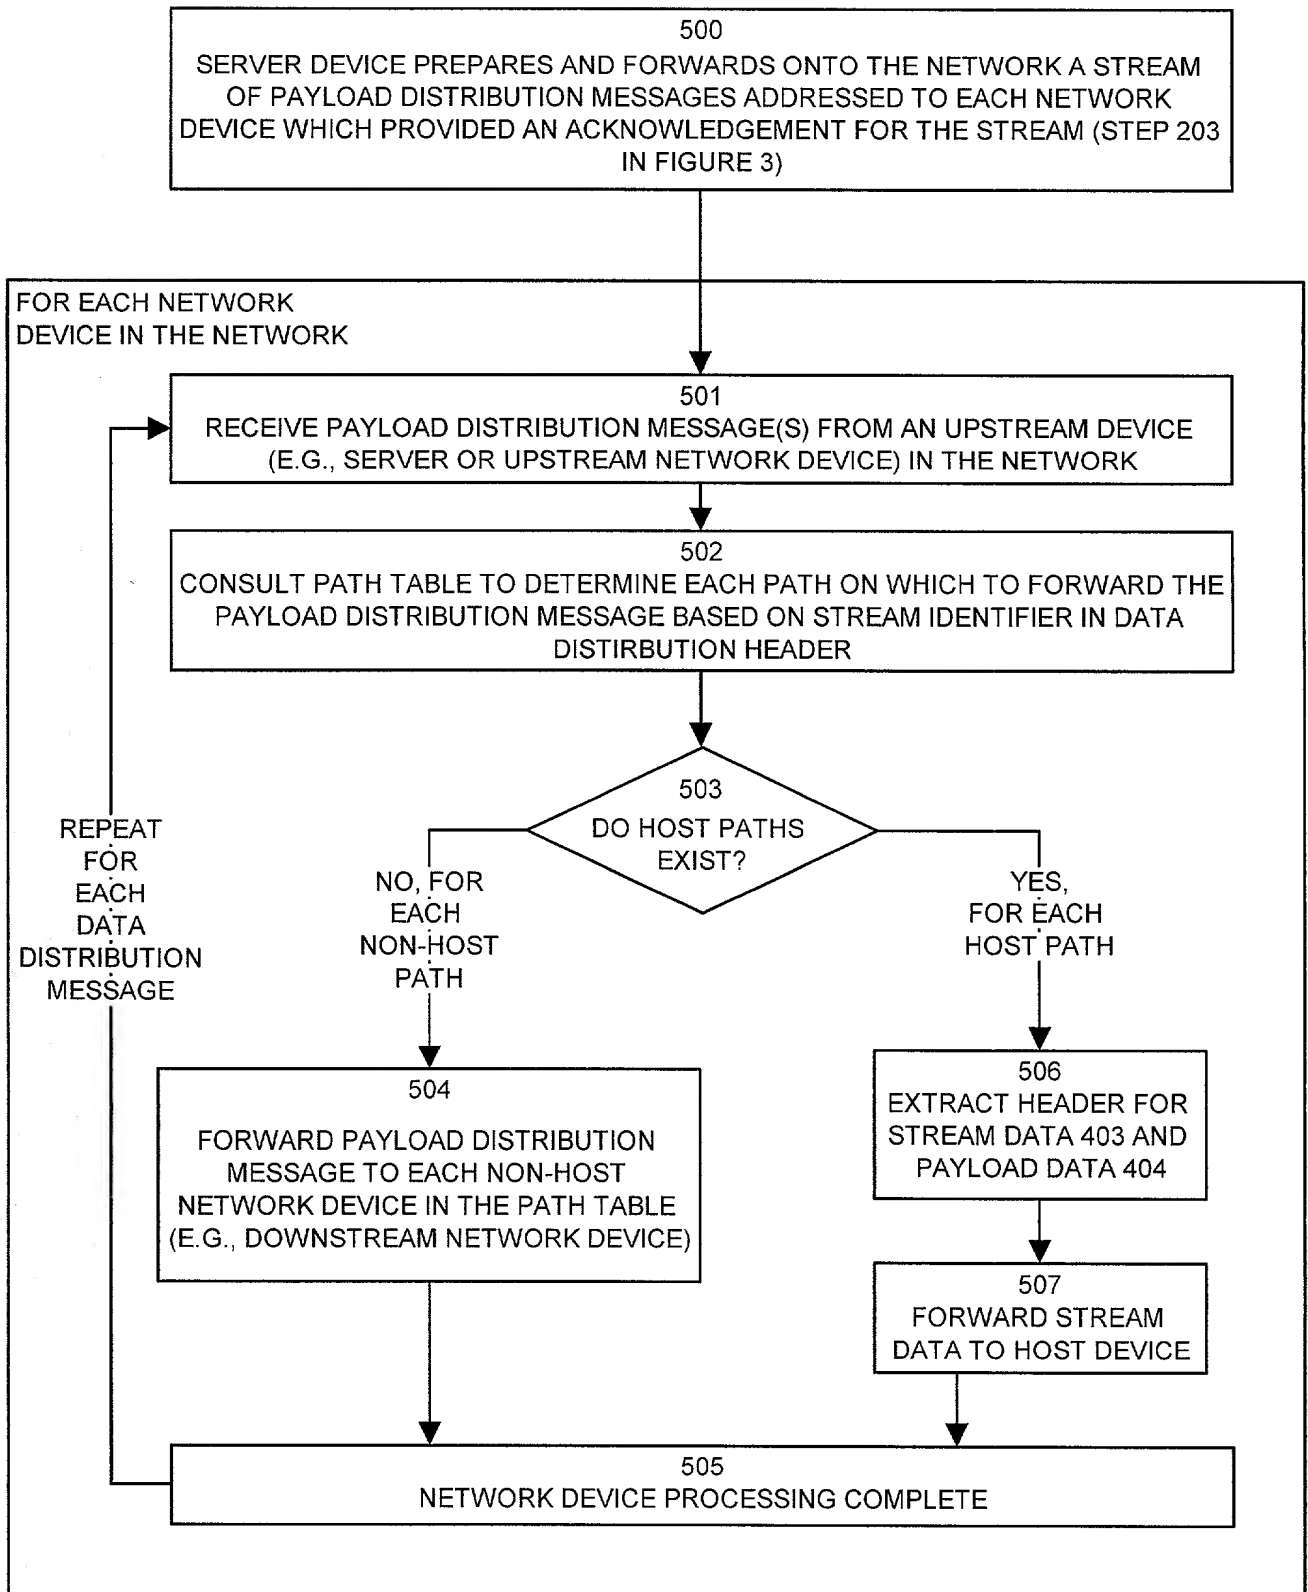 500
SERVER DEVICE PREPARES AND FORWARDS ONTO THE NETWORK A STREAM
OF PAYLOAD DISTRIBUTION MESSAGES ADDRESSED TO EACH NETWORK
DEVICE WHICH PROVIDED AN ACKNOWLEDGEMENT FOR THE STREAM (STEP 203
IN FIGURE 3)
FOR EACH NETWORK
DEVICE IN THE NETWORK
501
RECEIVE PAYLOAD DISTRIBUTION MESSAGE(S) FROM AN UPSTREAM DEVICE
(E.G., SERVER OR UPSTREAM NETWORK DEVICE) IN THE NETWORK
502
CONSULT PATH TABLE TO DETERMINE EACH PATH ON WHICH TO FORWARD THE
PAYLOAD DISTRIBUTION MESSAGE BASED ON STREAM IDENTIFIER IN DATA
DISTIRBUTION HEADER
503
DO HOST PATHS
EXIST?
REPEAT
FOR
EACH
DATA
DISTRIBUTION
MESSAGE
NO, FOR
EACH
NON-HOST
PATH
YES,
FOR EACH
HOST PATH
504
FORWARD PAYLOAD DISTRIBUTION
MESSAGE TO EACH NON-HOST
NETWORK DEVICE IN THE PATH TABLE
(E.G., DOWNSTREAM NETWORK DEVICE)
506
EXTRACT HEADER FOR
STREAM DATA 403 AND
PAYLOAD DATA 404
507
FORWARD STREAM
DATA TO HOST DEVICE
505
NETWORK DEVICE PROCESSING COMPLETE